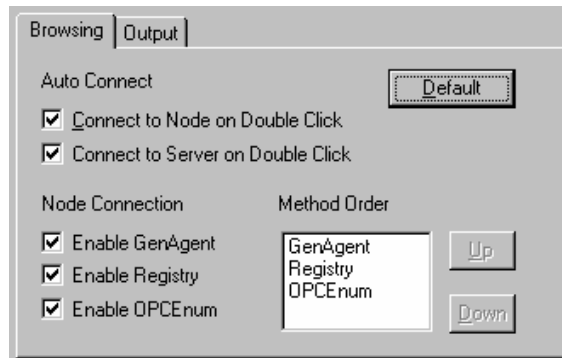 Browsing Output
Auto Connect Default
Connect to Node on Double Click
Connect to Server on Double Click
Node Connection Method Order
Enable GenAgent GenAgent Up
Enable Registry Registry
Enable OPCEnum OPCEnum Down